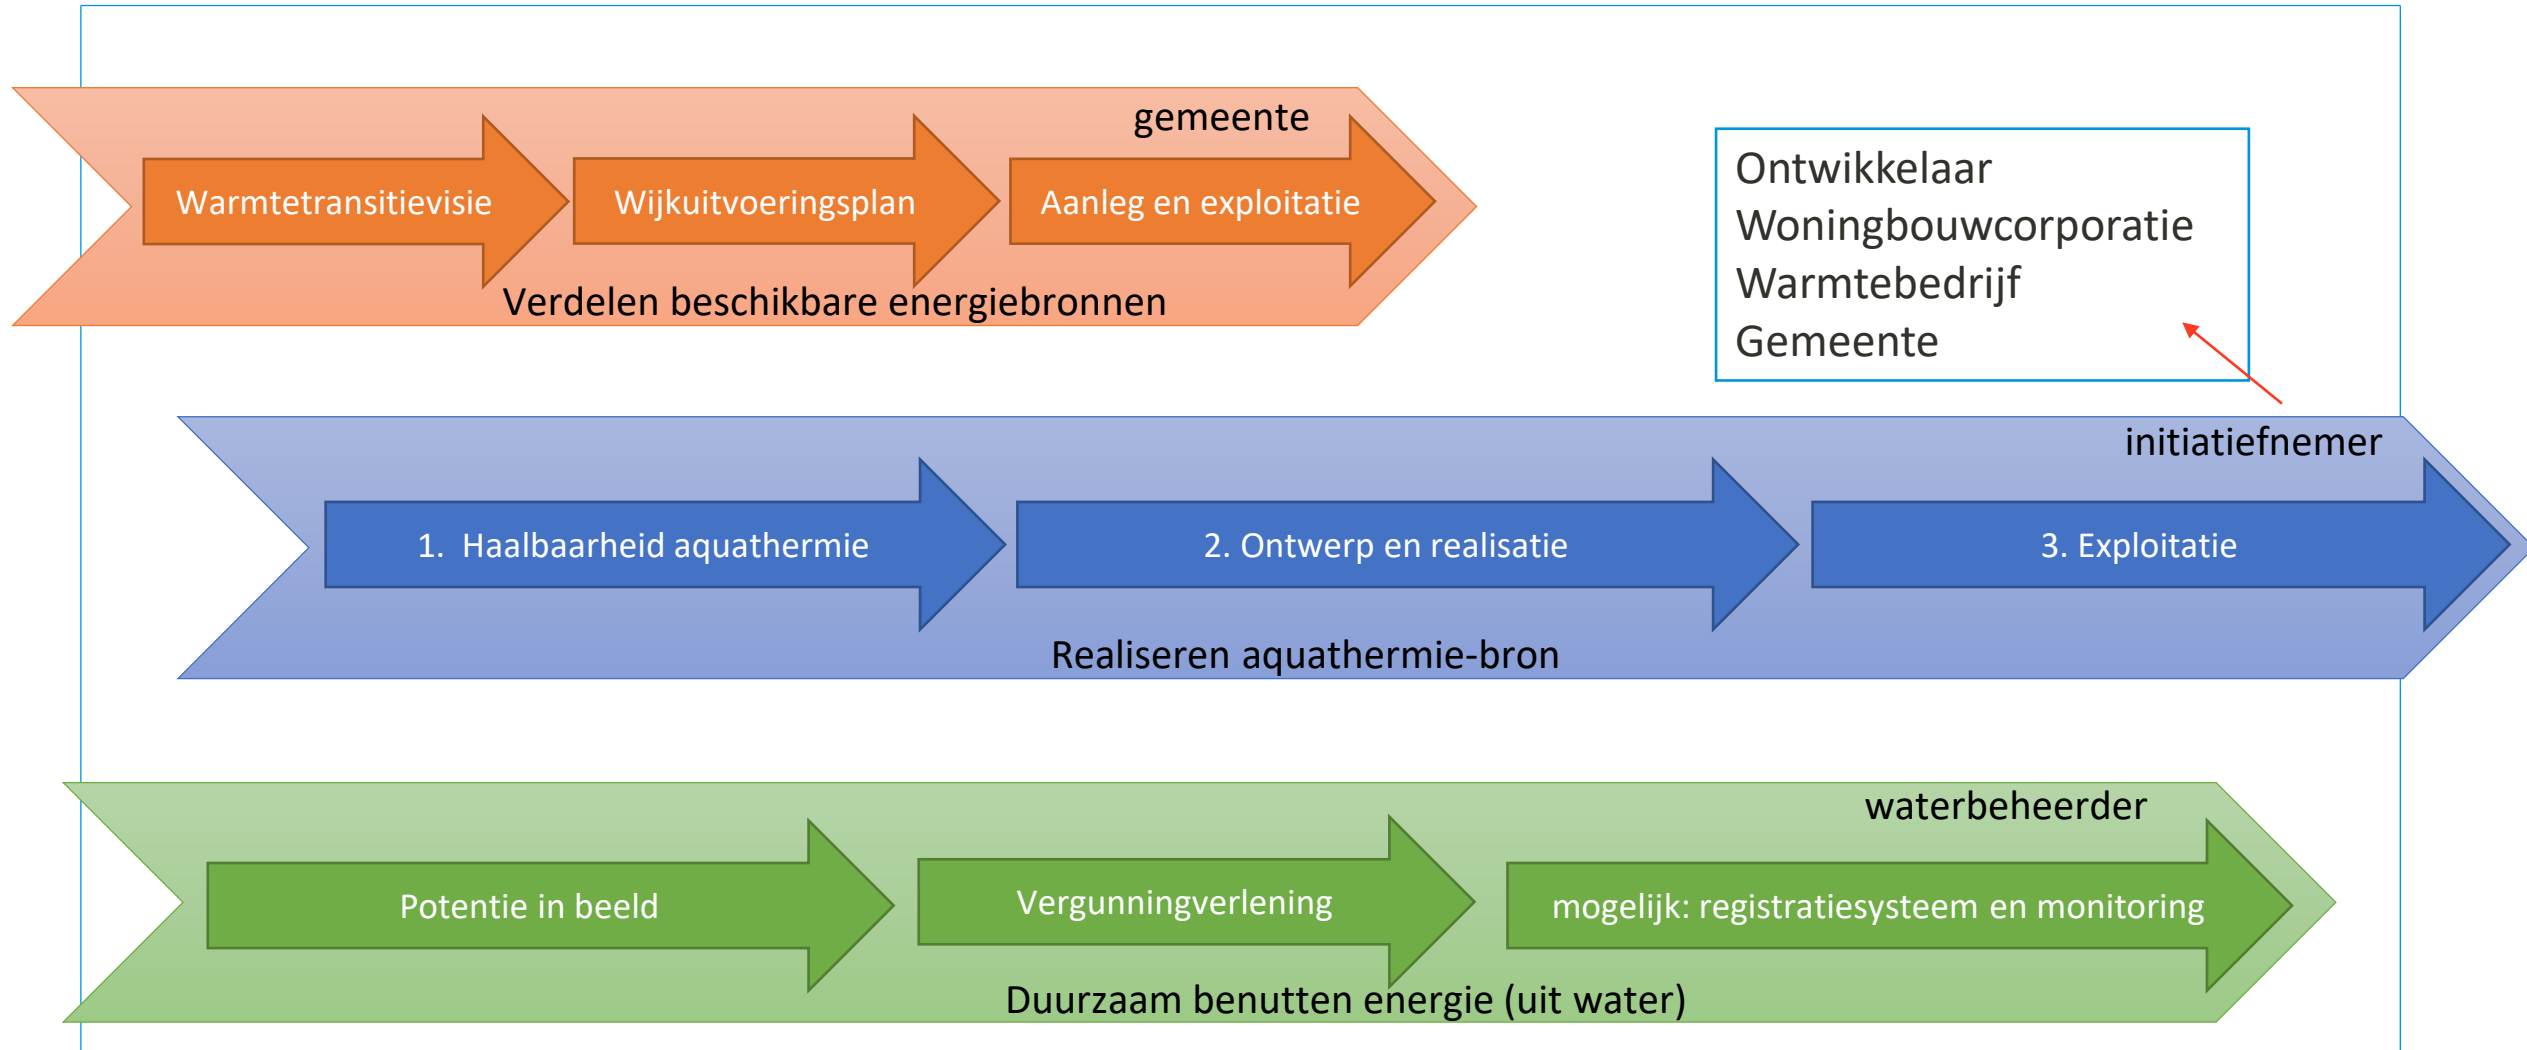 gemeente
Warmtetransitievisie
Wijkuitvoeringsplan
Aanleg en exploitatie
Verdelen beschikbare energiebronnen
Ontwikkelaar
Woningbouwcorporatie
Warmtebedrijf
Gemeente
initiatiefnemer
1. Haalbaarheid aquathermie
2. Ontwerp en realisatie
3. Exploitatie
Realiseren aquathermie-bron
waterbeheerder
Potentie in beeld
Vergunningverlening
mogelijk: registratiesysteem en monitoring
Duurzaam benutten energie (uit water)